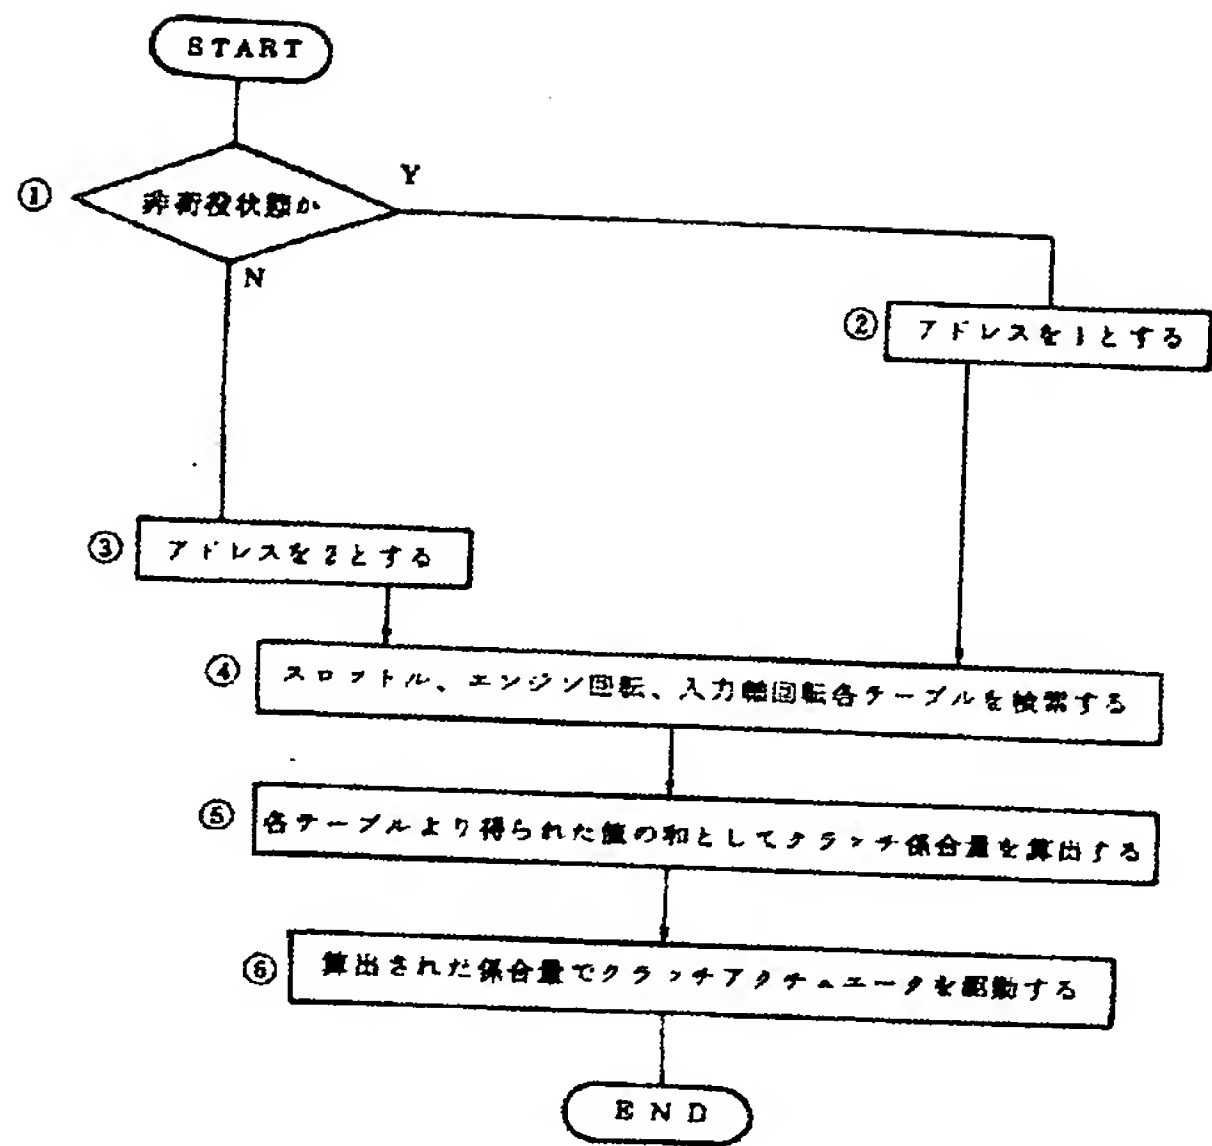 START
① 非荷役状態か
Y
N
② アドレスを1とする
③ アドレスを2とする
④ スロットル、エンジン回転、入力軸回転各テーブルを検索する
⑤ 各テーブルより得られた値の和としてクラッチ係合量を算出する
⑥ 算出された係合量でクラッチアクチュエータを駆動する
END